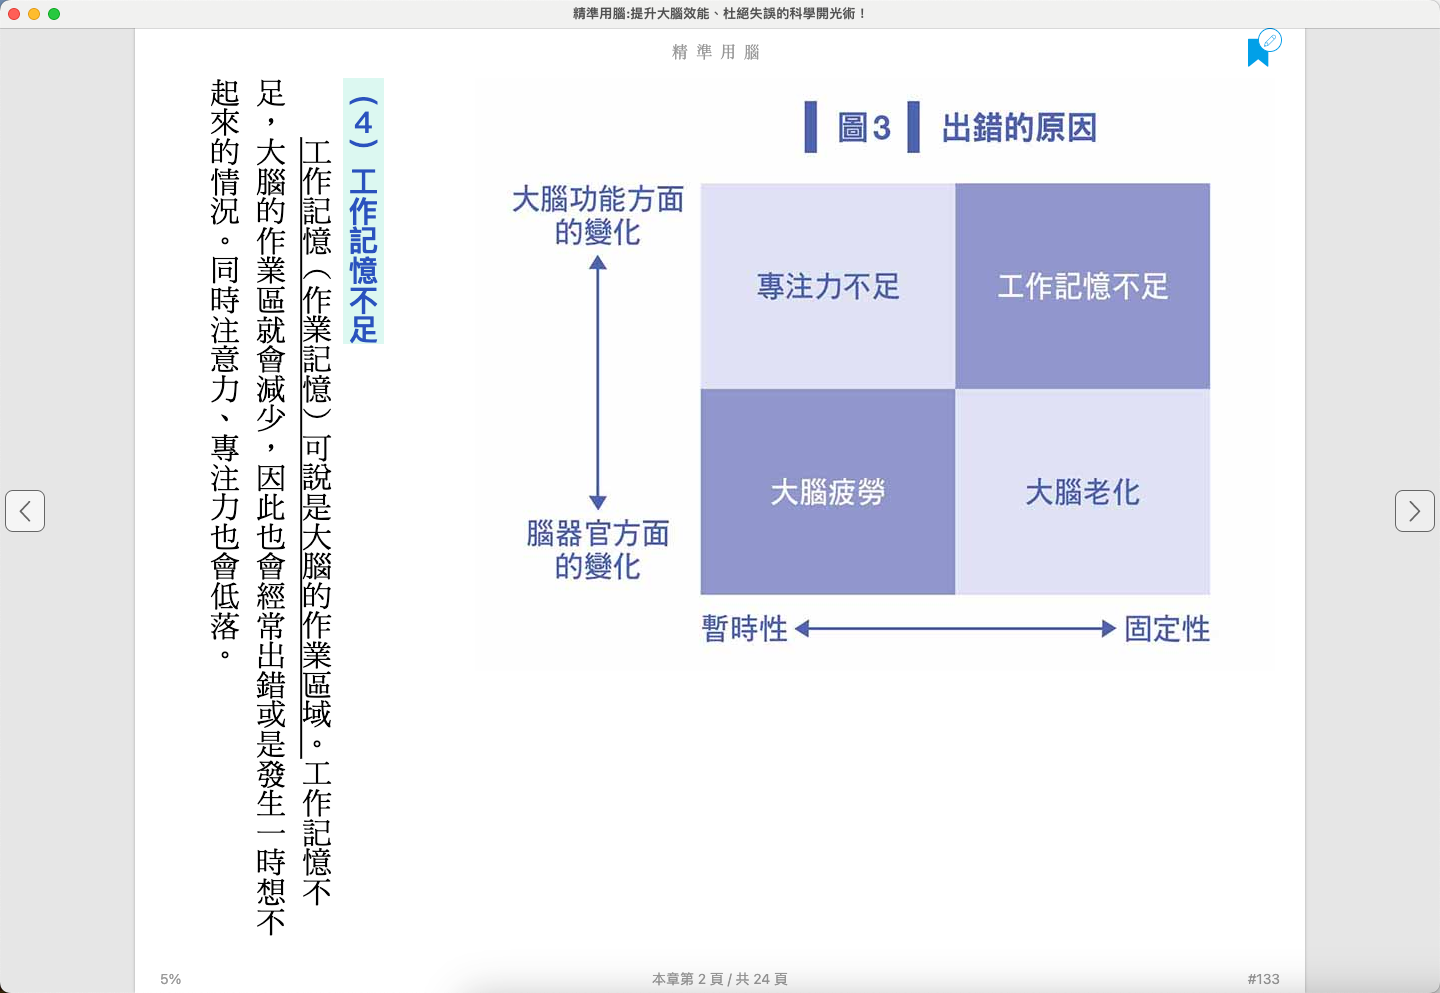 精準用腦:提升大腦效能、杜絕失誤的科學開光術！
精準用腦
圖3 出錯的原因
大腦功能方面
的變化
專注力不足
工作記憶不足
大腦疲勞
大腦老化
腦器官方面
的變化
暫時性
固定性
（4）工作記憶不足
工作記憶（作業記憶）可說是大腦的作業區域。工作記憶不
足，大腦的作業區就會減少，因此也會經常出錯或是發生一時想不
起來的情況。同時注意力、專注力也會低落。
5%
本章第 2 頁 / 共 24 頁
#133